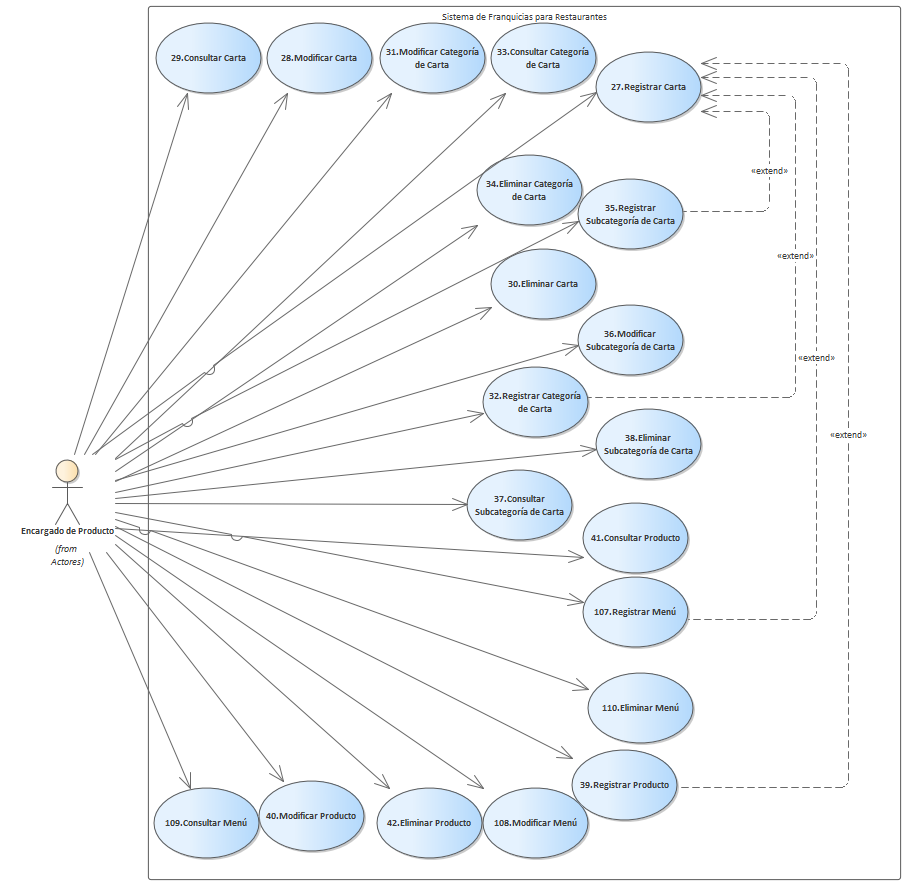 Sistema de Franquicias para Restaurantes
29.Consultar Carta
28.Modificar Carta
31.Modificar Categoría
de Carta
33.Consultar Categoría
de Carta
27.Registrar Carta
«extend»
34.Eliminar Categoría
de Carta
35.Registrar
Subcategoría de Carta
«extend»
30.Eliminar Carta
36.Modificar
Subcategoría de Carta
«extend»
32.Registrar Categoría
de Carta
«extend»
38.Eliminar
Subcategoría de Carta
37.Consultar
Subcategoría de Carta
Encargado de Producto
(from
Actores)
41.Consultar Producto
107.Registrar Menú
110.Eliminar Menú
39.Registrar Producto
109.Consultar Menú
40.Modificar Producto
42.Eliminar Producto
108.Modificar Menú